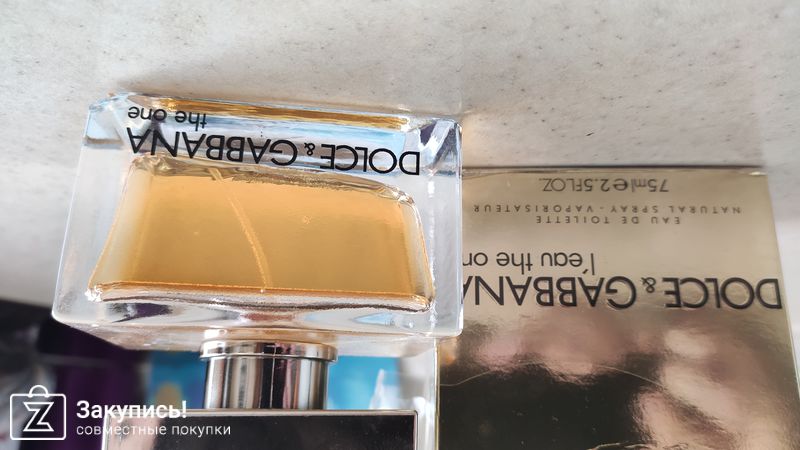 DOLCE & GABBANA
the one
DOLCE & GABBANA
l'eau the on
EAU DE TOILETTE
NATURAL SPRAY - VAPORISATEUR
75ml e 2.5FL.OZ.
Закупись!
совместные покупки